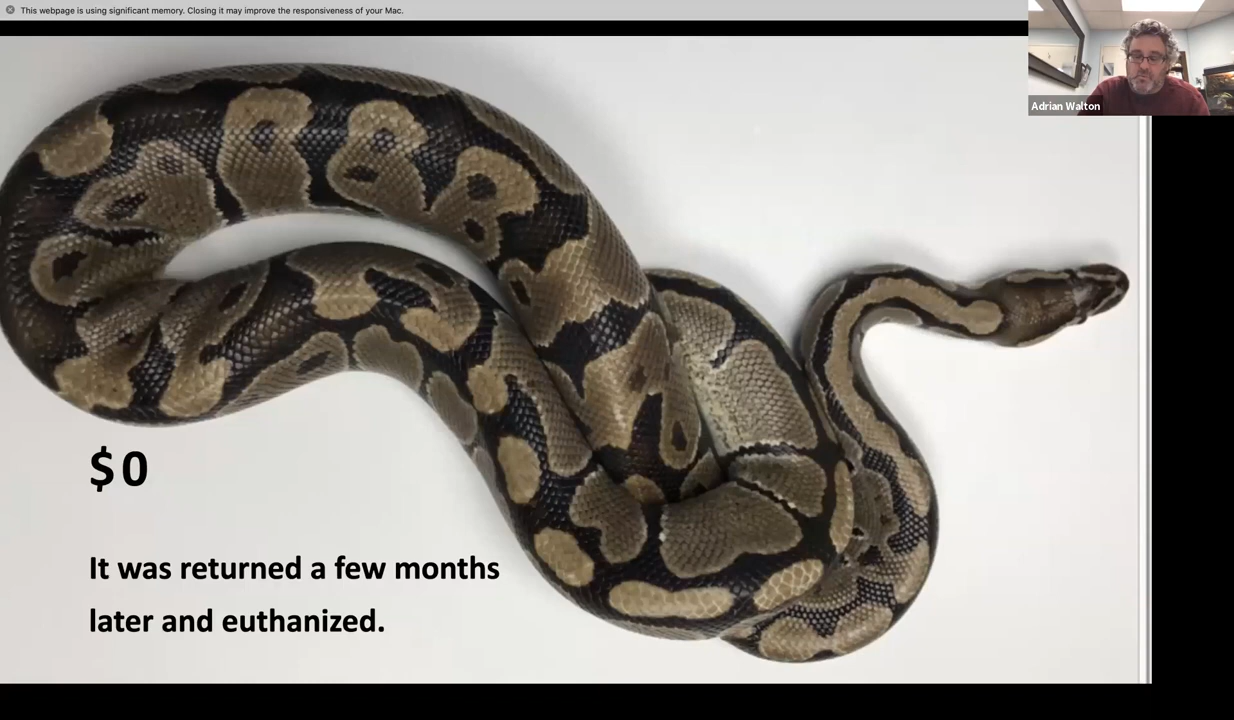 This webpage is using significant memory. Closing it may improve the responsiveness of your Mac.
Adrian Walton
$0
It was returned a few months
later and euthanized.